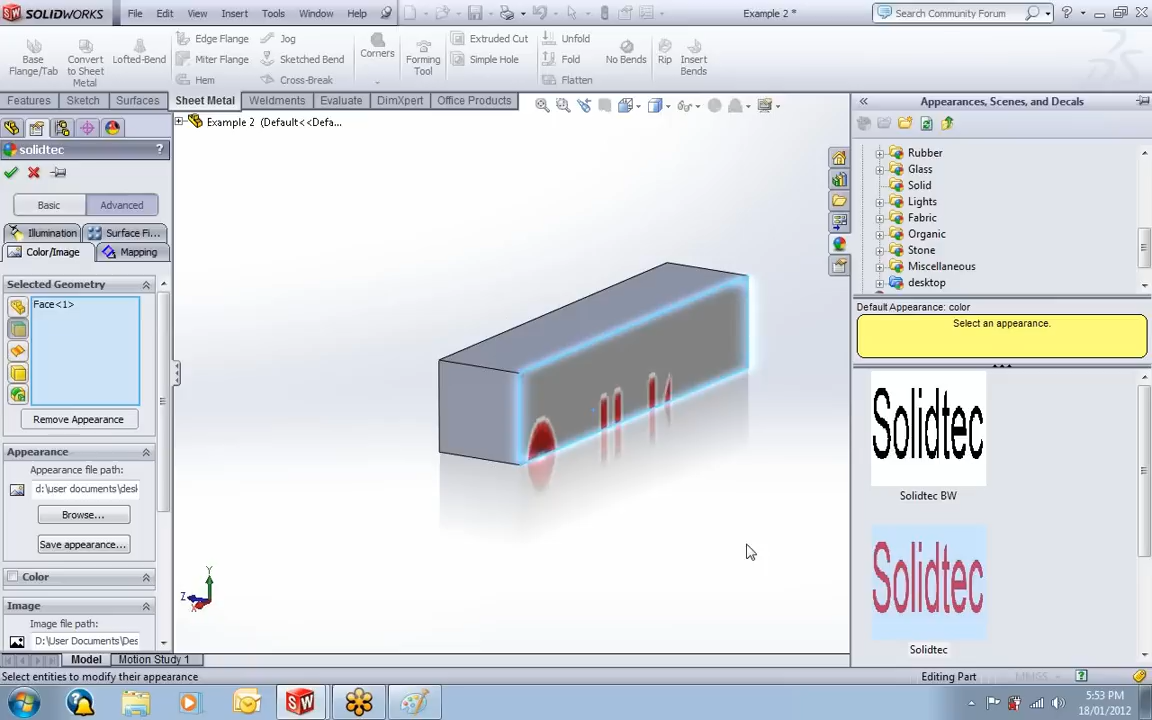 SOLIDWORKS
File Edit View Insert Tools Window Help
Example 2 *
Search Community Forum
Base Flange/Tab
Convert to Sheet Metal
Lofted-Bend
Edge Flange
Miter Flange
Hem
Jog
Sketched Bend
Cross-Break
Corners
Forming Tool
Extruded Cut
Simple Hole
Unfold
Fold
Flatten
No Bends
Rip
Insert Bends
Features Sketch Surfaces Sheet Metal Weldments Evaluate DimXpert Office Products
Appearances, Scenes, and Decals
Example 2 (Default<<Defa...
solidtec
?
Basic Advanced
Illumination Surface Fi...
Color/Image Mapping
Selected Geometry
Face<1>
Remove Appearance
Appearance
Appearance file path:
d:\user documents\desk
Browse...
Save appearance...
Color
Image
Image file path:
D:\User Documents\Des
Rubber
Glass
Solid
Lights
Fabric
Organic
Stone
Miscellaneous
desktop
Default Appearance: color
Select an appearance.
Solidtec
Solidtec BW
Solidtec
Solidtec
Y
Z
X
Model Motion Study 1
Select entities to modify their appearance
Editing Part
MMGS
5:53 PM
18/01/2012